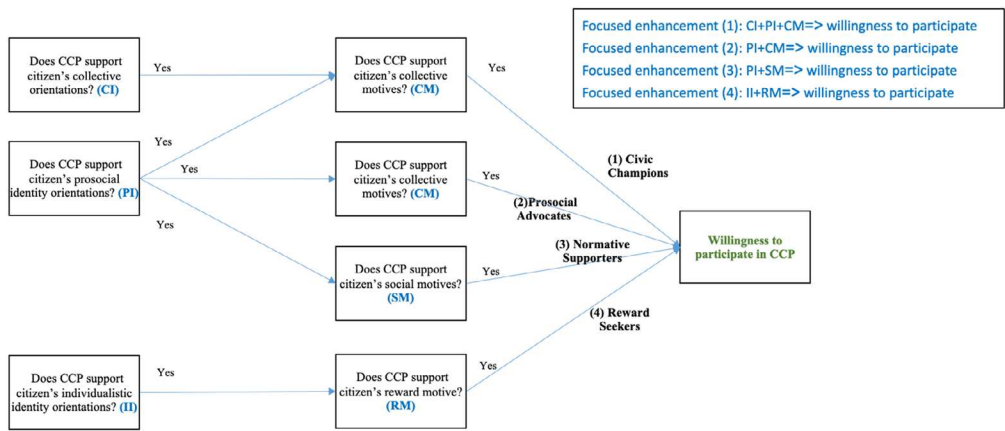 Focused enhancement (1): CI+PI+CM=> willingness to participate
Focused enhancement (2): PI+CM=> willingness to participate
Focused enhancement (3): PI+SM=> willingness to participate
Focused enhancement (4): II+RM=> willingness to participate
Does CCP support
citizen's collective
orientations? (CI)
Yes
Does CCP support
citizen's collective
motives? (CM)
Yes
Yes
Does CCP support
citizen's prosocial
identity orientations? (PI)
Yes
Yes
Does CCP support
citizen's collective
motives? (CM)
Yes
(1) Civic
Champions
(2)Prosocial
Advocates
(3) Normative
Supporters
Willingness to
participate in CCP
Does CCP support
citizen's social motives?
(SM)
Yes
(4) Reward
Seekers
Does CCP support
citizen's individualistic
identity orientations? (II)
Yes
Does CCP support
citizen's reward motive?
(RM)
Yes